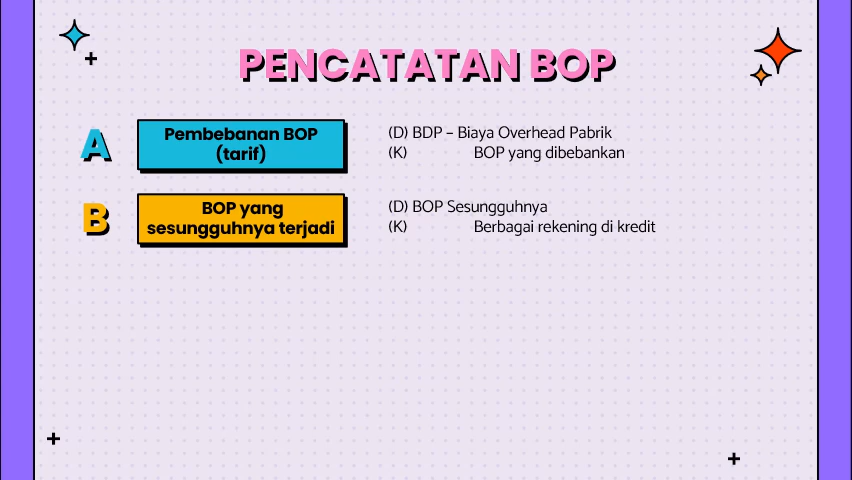 PENCATATAN BOP
A
Pembebanan BOP
(tarif)
(D) BDP – Biaya Overhead Pabrik
(K) BOP yang dibebankan
B
BOP yang
sesungguhnya terjadi
(D) BOP Sesungguhnya
(K) Berbagai rekening di kredit